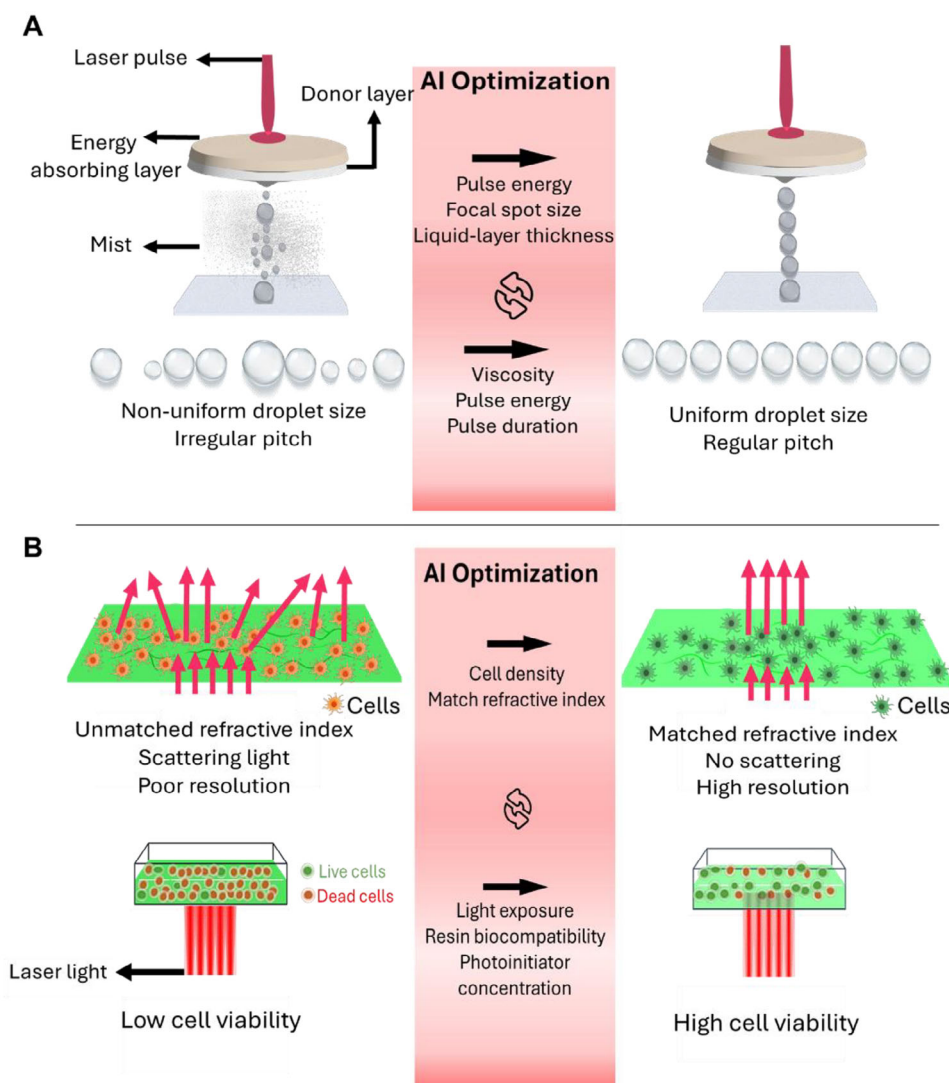 A
Laser pulse
Donor layer
Energy
absorbing layer
Mist
Non-uniform droplet size
Irregular pitch
AI Optimization
Pulse energy
Focal spot size
Liquid-layer thickness
Viscosity
Pulse energy
Pulse duration
Uniform droplet size
Regular pitch
B
Cells
Unmatched refractive index
Scattering light
Poor resolution
AI Optimization
Cell density
Match refractive index
Cells
Matched refractive index
No scattering
High resolution
Live cells
Dead cells
Laser light
Low cell viability
Light exposure
Resin biocompatibility
Photoinitiator
concentration
High cell viability